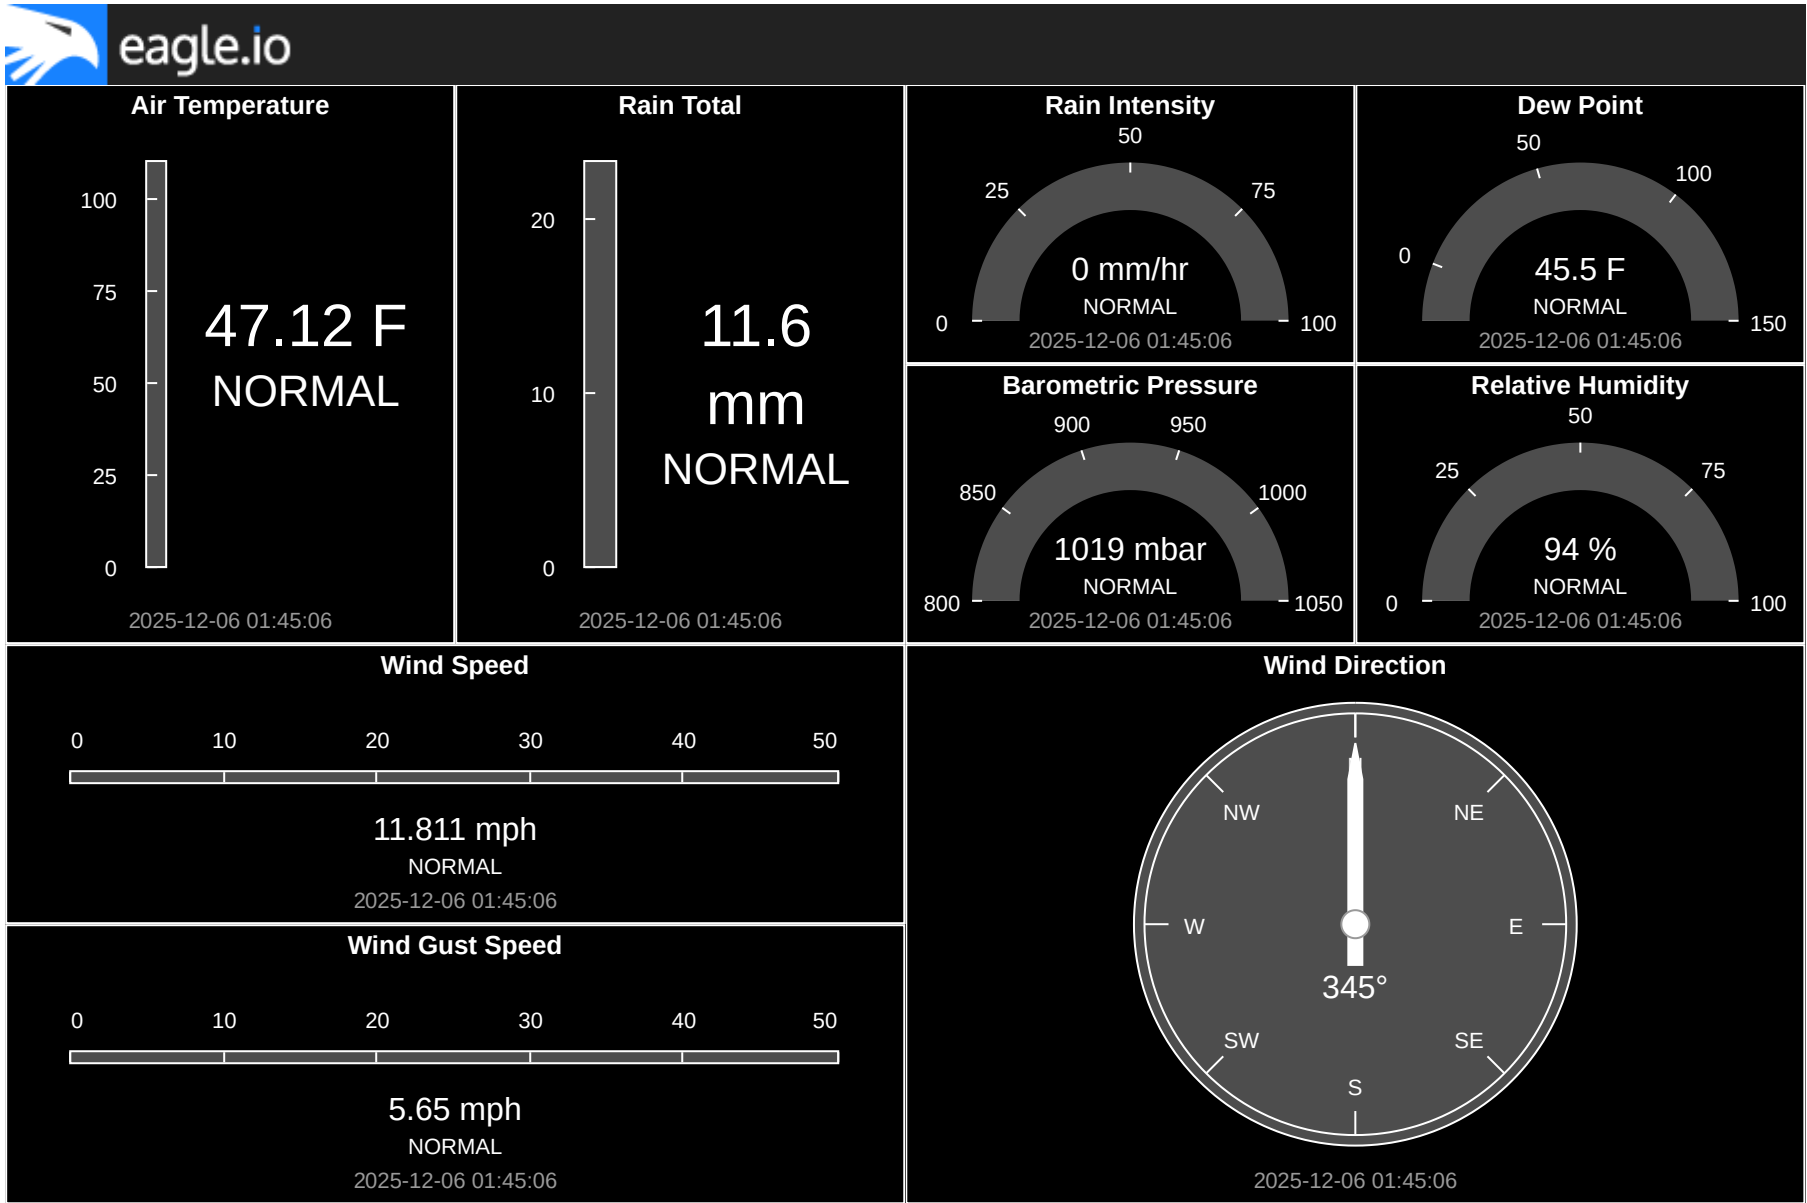 eagle.io
Air Temperature
100
75
50
25
0
47.12 F
NORMAL
2025-12-06 01:45:06
Rain Total
20
10
0
11.6
mm
NORMAL
2025-12-06 01:45:06
Rain Intensity
50
25
75
0
100
0 mm/hr
NORMAL
2025-12-06 01:45:06
Dew Point
50
100
0
150
45.5 F
NORMAL
2025-12-06 01:45:06
Barometric Pressure
900
950
850
1000
800
1050
1019 mbar
NORMAL
2025-12-06 01:45:06
Relative Humidity
50
25
75
0
100
94 %
NORMAL
2025-12-06 01:45:06
Wind Speed
0 10 20 30 40 50
11.811 mph
NORMAL
2025-12-06 01:45:06
Wind Gust Speed
0 10 20 30 40 50
5.65 mph
NORMAL
2025-12-06 01:45:06
Wind Direction
NW NE
W E
345°
SW SE
S
2025-12-06 01:45:06